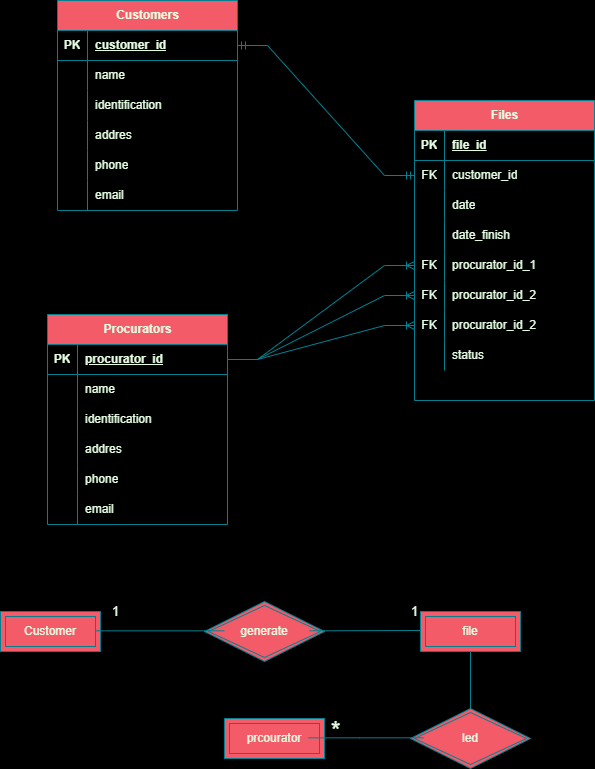 Customers
PK customer_id
name
identification
addres
phone
email
Files
PK file_id
FK customer_id
date
date_finish
FK procurator_id_1
FK procurator_id_2
FK procurator_id_2
status
Procurators
PK procurator_id
name
identification
addres
phone
email
Customer 1 generate 1 file
prcourator * led